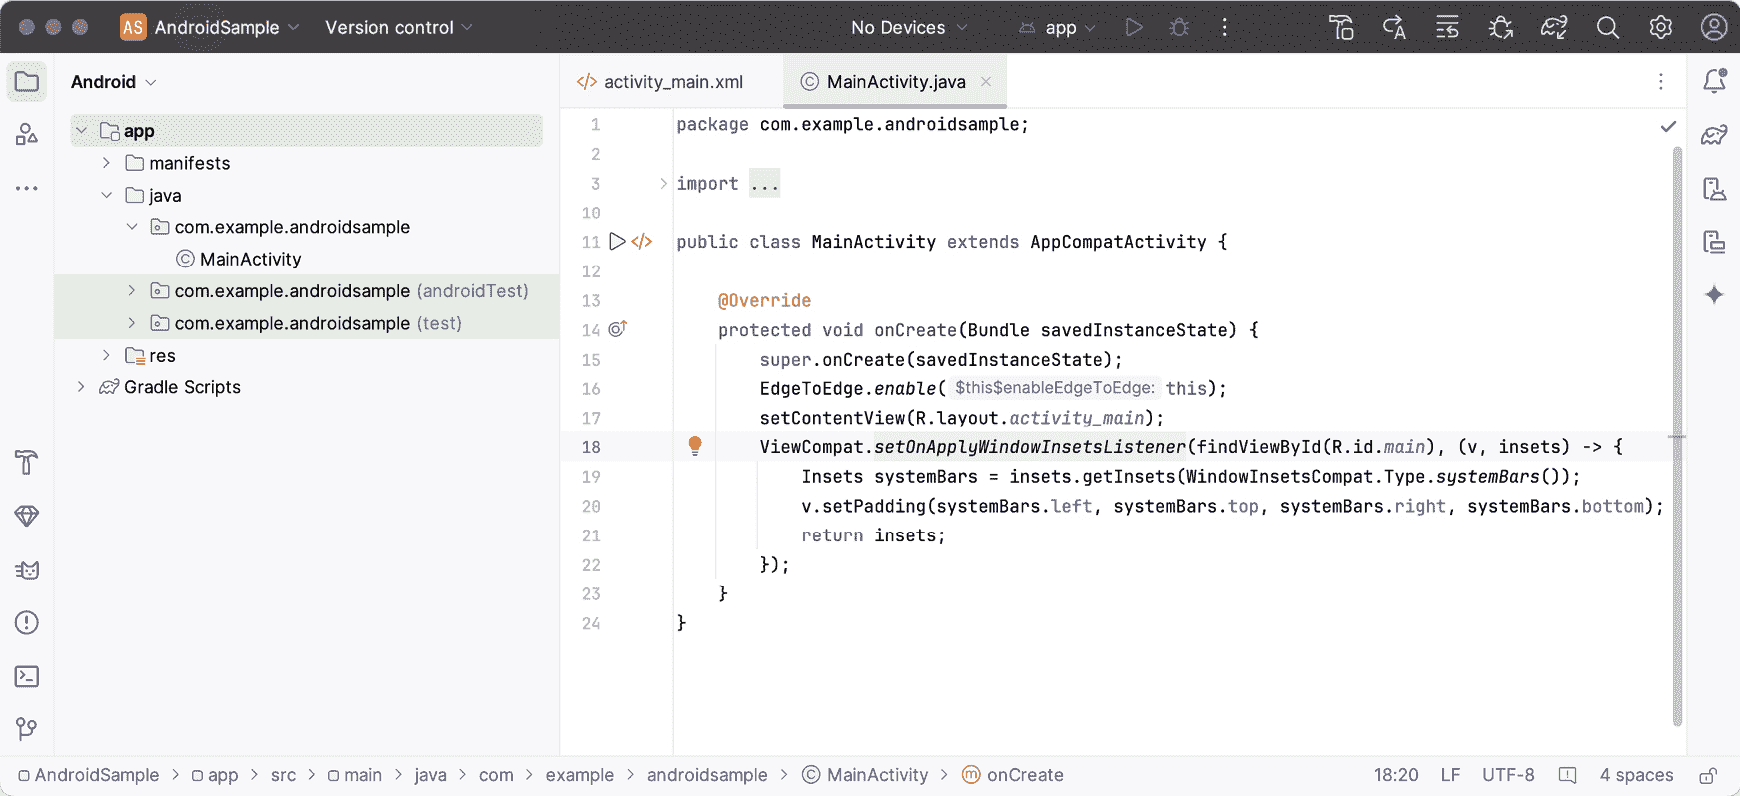 AS AndroidSample Version control No Devices app
Android
app
manifests
java
com.example.androidsample
MainActivity
com.example.androidsample (androidTest)
com.example.androidsample (test)
res
Gradle Scripts
activity_main.xml MainActivity.java
1 package com.example.androidsample;
2
3 import ...
10
11 public class MainActivity extends AppCompatActivity {
12
13 @Override
14 protected void onCreate(Bundle savedInstanceState) {
15 super.onCreate(savedInstanceState);
16 EdgeToEdge.enable( $this$enableEdgeToEdge: this);
17 setContentView(R.layout.activity_main);
18 ViewCompat.setOnApplyWindowInsetsListener(findViewById(R.id.main), (v, insets) -> {
19 Insets systemBars = insets.getInsets(WindowInsetsCompat.Type.systemBars());
20 v.setPadding(systemBars.left, systemBars.top, systemBars.right, systemBars.bottom);
21 return insets;
22 });
23 }
24 }
AndroidSample > app > src > main > java > com > example > androidsample > MainActivity > onCreate 18:20 LF UTF-8 4 spaces